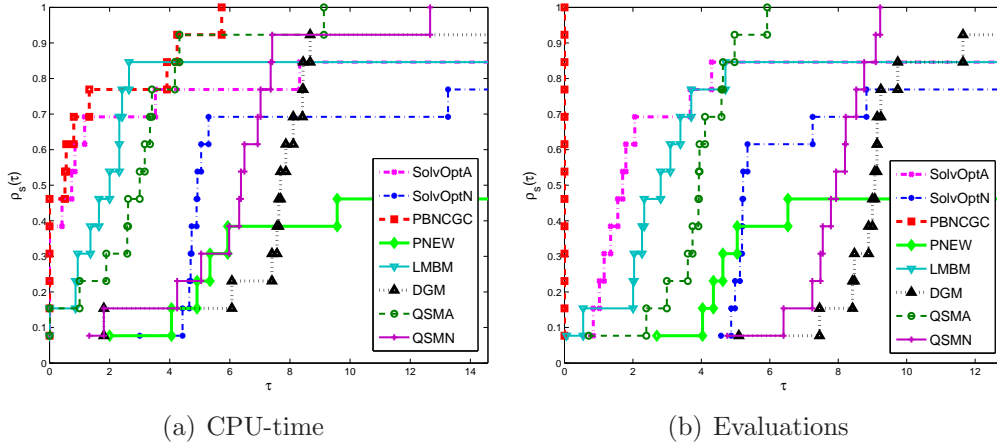 1
0.9
0.8
0.7
0.6
0.5
0.4
0.3
0.2
0.1
0
ρs(τ)
0 2 4 6 8 10 12 14
τ
SolvOptA
SolvOptN
PBNCGC
PNEW
LMBM
DGM
QSMA
QSMN
(a) CPU-time
1
0.9
0.8
0.7
0.6
0.5
0.4
0.3
0.2
0.1
0
ρs(τ)
0 2 4 6 8 10 12
τ
SolvOptA
SolvOptN
PBNCGC
PNEW
LMBM
DGM
QSMA
QSMN
(b) Evaluations